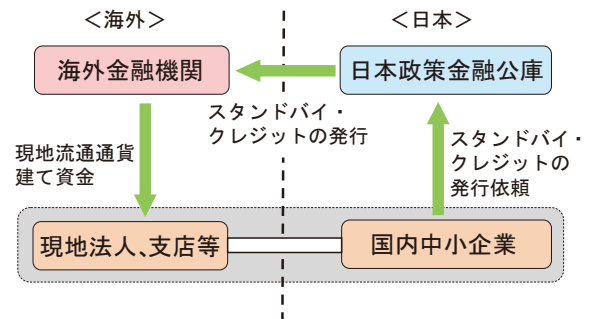 ＜海外＞
＜日本＞
海外金融機関
日本政策金融公庫
スタンドバイ・
クレジットの発行
現地流通通貨
建て資金
スタンドバイ・
クレジットの
発行依頼
現地法人、支店等
国内中小企業